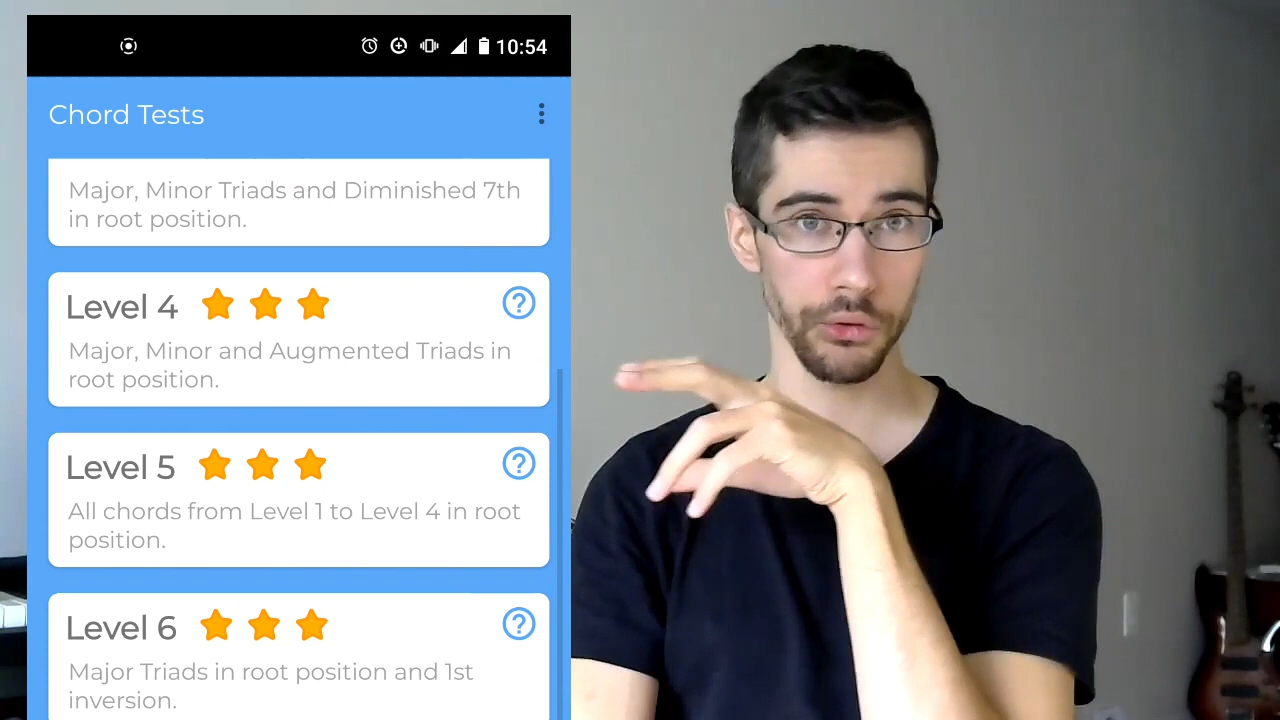 10:54
Chord Tests
Major, Minor Triads and Diminished 7th
in root position.
Level 4
Major, Minor and Augmented Triads in
root position.
Level 5
All chords from Level 1 to Level 4 in root
position.
Level 6
Major Triads in root position and 1st
inversion.